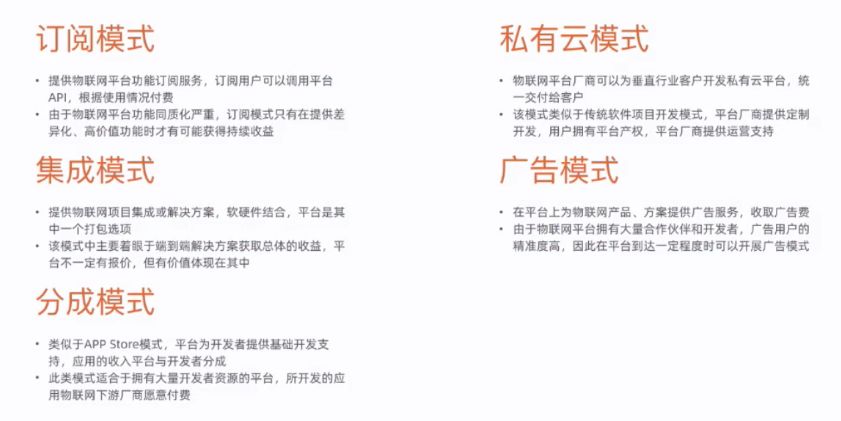 订阅模式
• 提供物联网平台功能订阅服务，订阅用户可以调用平台
API，根据使用情况付费
• 由于物联网平台功能同质化严重，订阅模式只有在提供差
异化、高价值功能时才有可能获得持续收益
集成模式
• 提供物联网项目集成或解决方案，软硬件结合，平台是其
中一个打包选项
• 该模式中主要着眼于端到端解决方案获取总体的收益，平
台不一定有报价，但有价值体现在其中
分成模式
• 类似于APP Store模式，平台为开发者提供基础开发支
持，应用的收入平台与开发者分成
• 此类模式适合于拥有大量开发者资源的平台，所开发的应
用物联网下游厂商愿意付费
私有云模式
• 物联网平台厂商可以为垂直行业客户开发私有云平台，统
一交付给客户
• 该模式类似于传统软件项目开发模式，平台厂商提供定制
开发，用户拥有平台产权，平台厂商提供运营支持
广告模式
• 在平台上为物联网产品、方案提供广告服务，收取广告费
• 由于物联网平台拥有大量合作伙伴和开发者，广告用户的
精准度高，因此在平台到达一定程度时可以开展广告模式